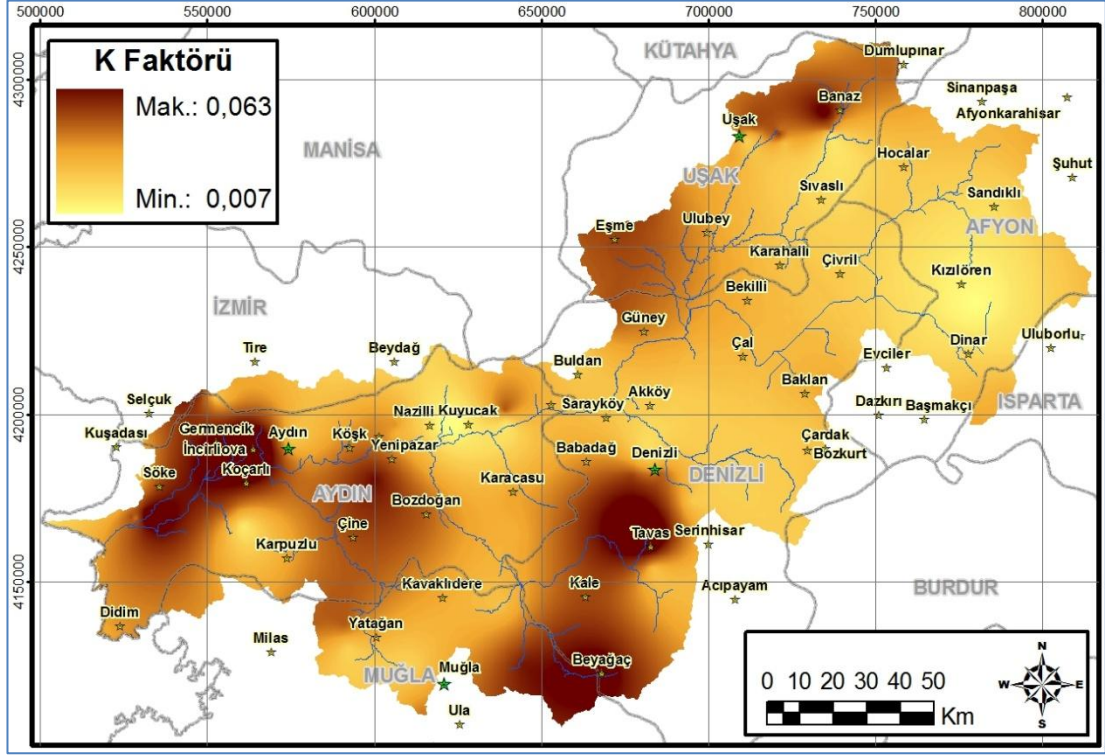 500000 550000 600000 650000 700000 750000 800000
4300000
4250000
4200000
4150000
K Faktörü
Mak.: 0,063
Min.: 0,007
KÜTAHYA
Dumlupınar
Sinanpaşa
Afyonkarahisar
Banaz
Uşak
MANİSA
Hocalar
Şuhut
UŞAK
Sıvaslı
Sandıklı
AFYON
Eşme
Ulubey
Karahallı
Çivril
Kızılören
Bekilli
İZMİR
Güney
Tire
Beydağ
Buldan
Çal
Evciler
Dinar
Uluborlu
Selçuk
Akköy
Baklan
Dazkırı
Başmakçı
ISPARTA
Kuşadası
Germencik
Aydın
Nazilli
Kuyucak
Sarayköy
İncirliova
Köşk
Yenipazar
Babadağ
Denizli
Çardak
Bozkurt
Söke
Koçarlı
AYDIN
Bozdoğan
Karacasu
DENİZLİ
Çine
Karpuzlu
Tavas
Serinhisar
Kavaklıdere
Kale
Acıpayam
BURDUR
Didim
Yatağan
Milas
MUĞLA
Muğla
Beyağaç
Ula
N
W E
S
0 10 20 30 40 50
Km